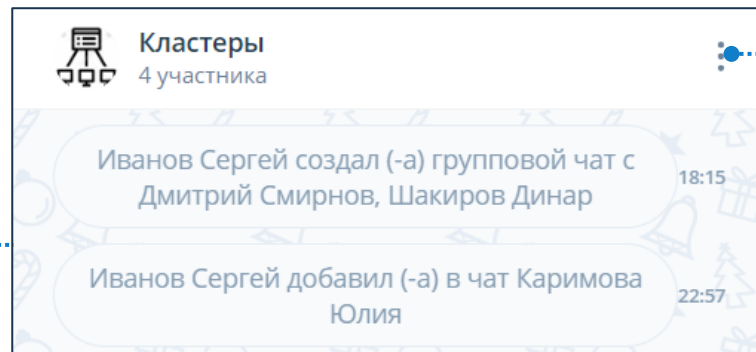 Кластеры
4 участника
Иванов Сергей создал (-а) групповой чат с
Дмитрий Смирнов, Шакиров Динар
18:15
Иванов Сергей добавил (-а) в чат Каримова
Юлия
22:57